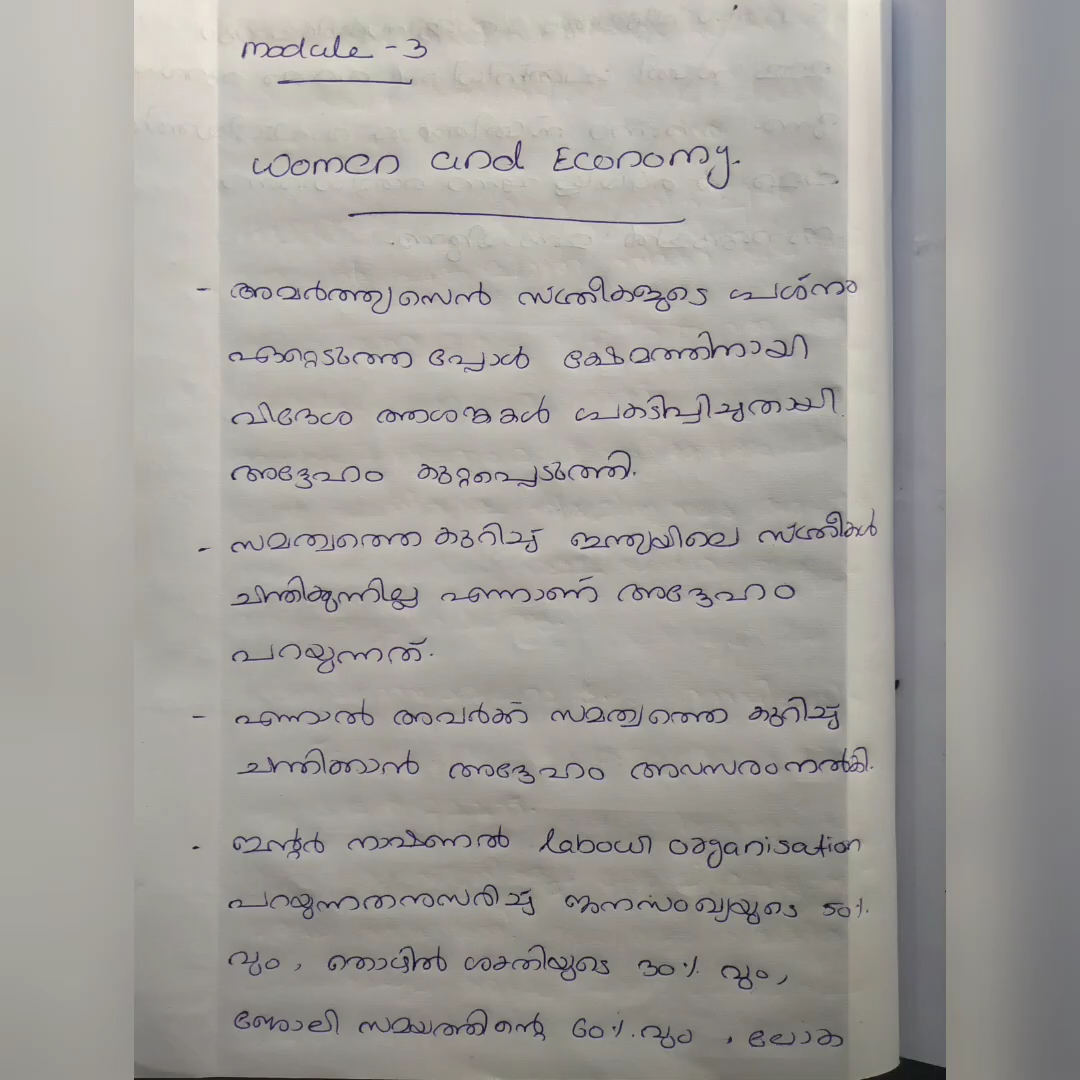 module - 3
women and Economy.
- അമർത്ത്യസെൻ സ്ത്രീകളുടെ പ്രശ്നം
ഏറ്റെടുത്തപ്പോൾ ക്ഷേമത്തിനായി
വിദേശ ആശങ്കകൾ പ്രകടിപ്പിച്ചതായി
അദ്ദേഹം കുറ്റപ്പെടുത്തി.
- സമത്വത്തെ കുറിച്ച് ഇന്ത്യയിലെ സ്ത്രീകൾ
ചിന്തിക്കുന്നില്ല എന്നാണ് അദ്ദേഹം
പറയുന്നത്.
- എന്നാൽ അവർക്ക് സമത്വത്തെ കുറിച്ച്
ചിന്തിക്കാൻ അദ്ദേഹം അവസരംനൽകി.
- ഇന്റർ നാഷണൽ labour organisation
പറയുന്നതനുസരിച്ച് ജനസംഖ്യയുടെ 50%
വും, തൊഴിൽ ശക്തിയുടെ 30% വും,
ജോലി സമയത്തിന്റെ 60%.വും , ലോക